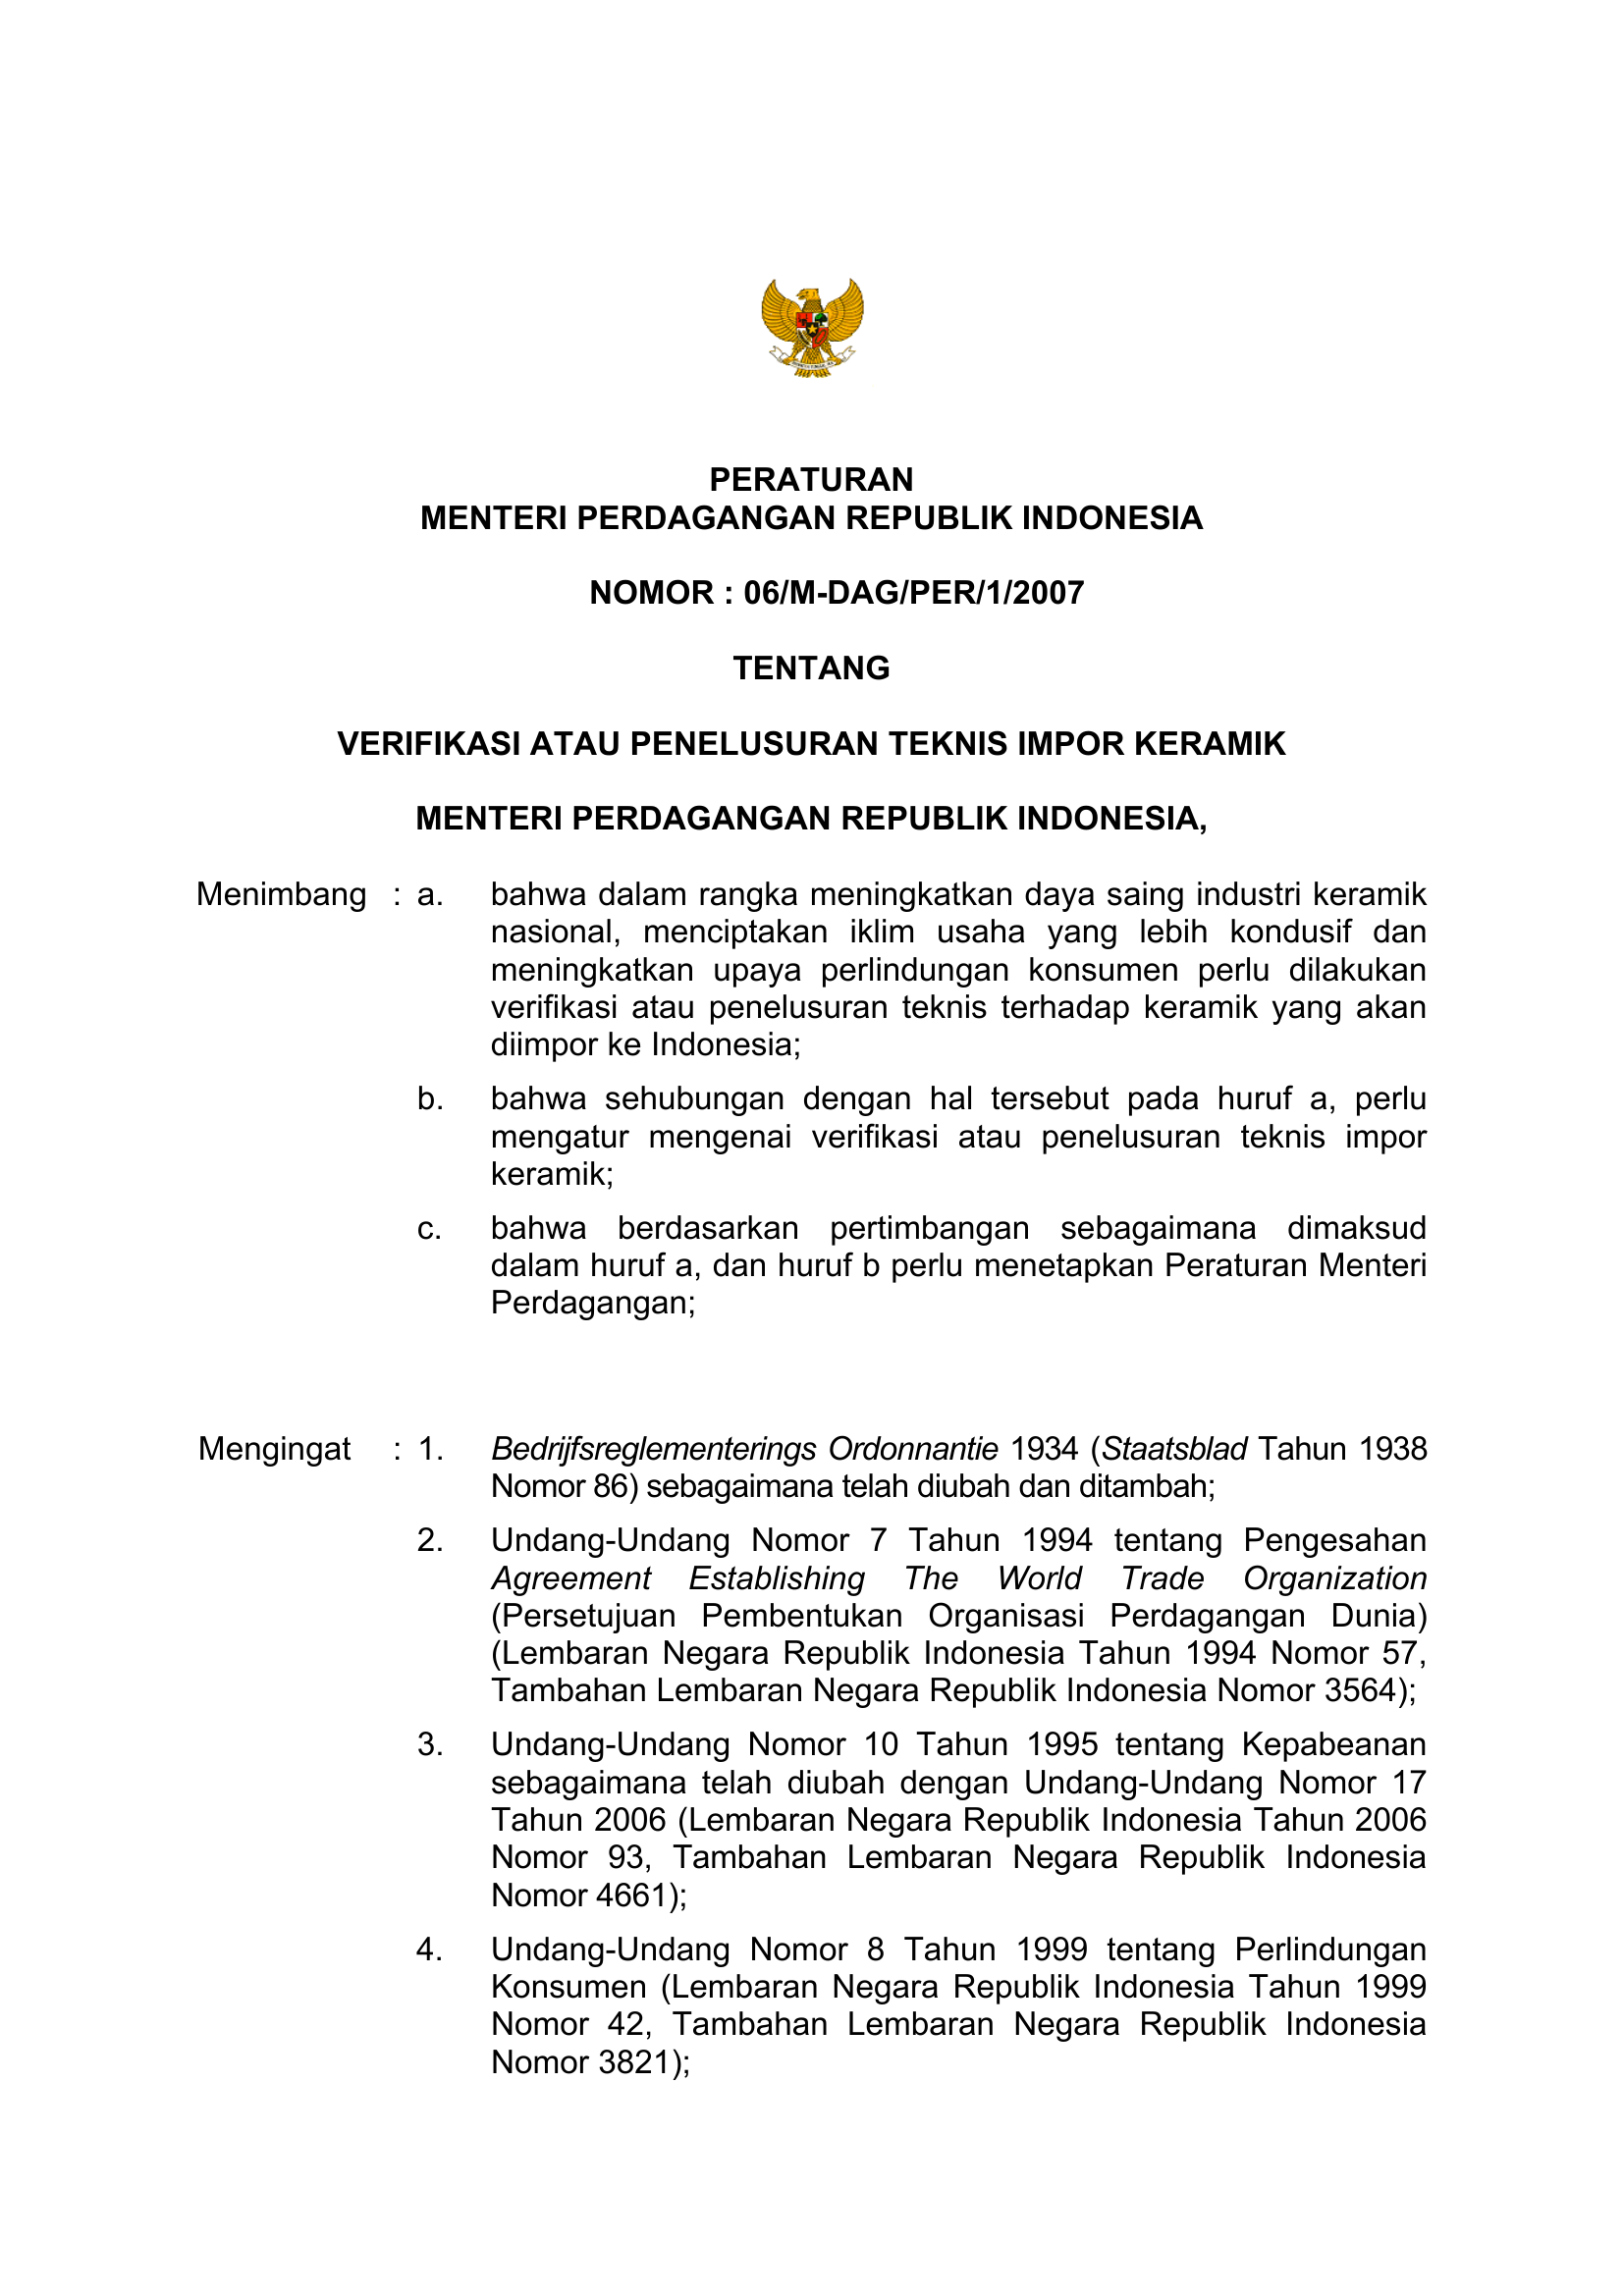 PERATURAN
MENTERI PERDAGANGAN REPUBLIK INDONESIA
NOMOR : 06/M-DAG/PER/1/2007
TENTANG
VERIFIKASI ATAU PENELUSURAN TEKNIS IMPOR KERAMIK
MENTERI PERDAGANGAN REPUBLIK INDONESIA,
Menimbang : a. bahwa dalam rangka meningkatkan daya saing industri keramik
nasional, menciptakan iklim usaha yang lebih kondusif dan
meningkatkan upaya perlindungan konsumen perlu dilakukan
verifikasi atau penelusuran teknis terhadap keramik yang akan
diimpor ke Indonesia;
b. bahwa sehubungan dengan hal tersebut pada huruf a, perlu
mengatur mengenai verifikasi atau penelusuran teknis impor
keramik;
c. bahwa berdasarkan pertimbangan sebagaimana dimaksud
dalam huruf a, dan huruf b perlu menetapkan Peraturan Menteri
Perdagangan;
Mengingat : 1. Bedrijfsreglementerings Ordonnantie 1934 (Staatsblad Tahun 1938
Nomor 86) sebagaimana telah diubah dan ditambah;
2. Undang-Undang Nomor 7 Tahun 1994 tentang Pengesahan
Agreement Establishing The World Trade Organization
(Persetujuan Pembentukan Organisasi Perdagangan Dunia)
(Lembaran Negara Republik Indonesia Tahun 1994 Nomor 57,
Tambahan Lembaran Negara Republik Indonesia Nomor 3564);
3. Undang-Undang Nomor 10 Tahun 1995 tentang Kepabeanan
sebagaimana telah diubah dengan Undang-Undang Nomor 17
Tahun 2006 (Lembaran Negara Republik Indonesia Tahun 2006
Nomor 93, Tambahan Lembaran Negara Republik Indonesia
Nomor 4661);
4. Undang-Undang Nomor 8 Tahun 1999 tentang Perlindungan
Konsumen (Lembaran Negara Republik Indonesia Tahun 1999
Nomor 42, Tambahan Lembaran Negara Republik Indonesia
Nomor 3821);